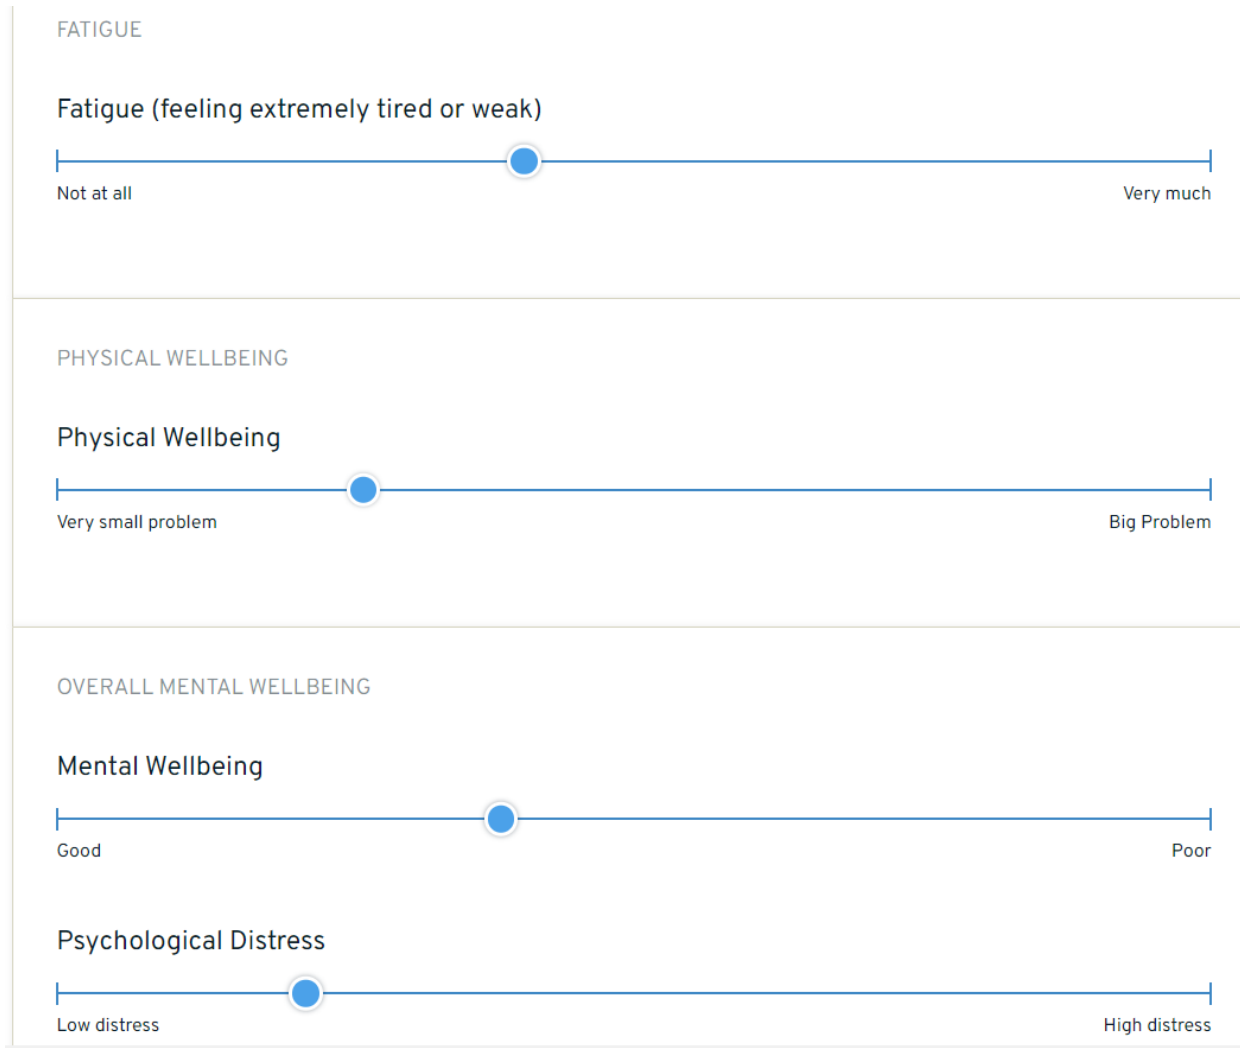 FATIGUE
Fatigue (feeling extremely tired or weak)
Not at all Very much
PHYSICAL WELLBEING
Physical Wellbeing
Very small problem Big Problem
OVERALL MENTAL WELLBEING
Mental Wellbeing
Good Poor
Psychological Distress
Low distress High distress